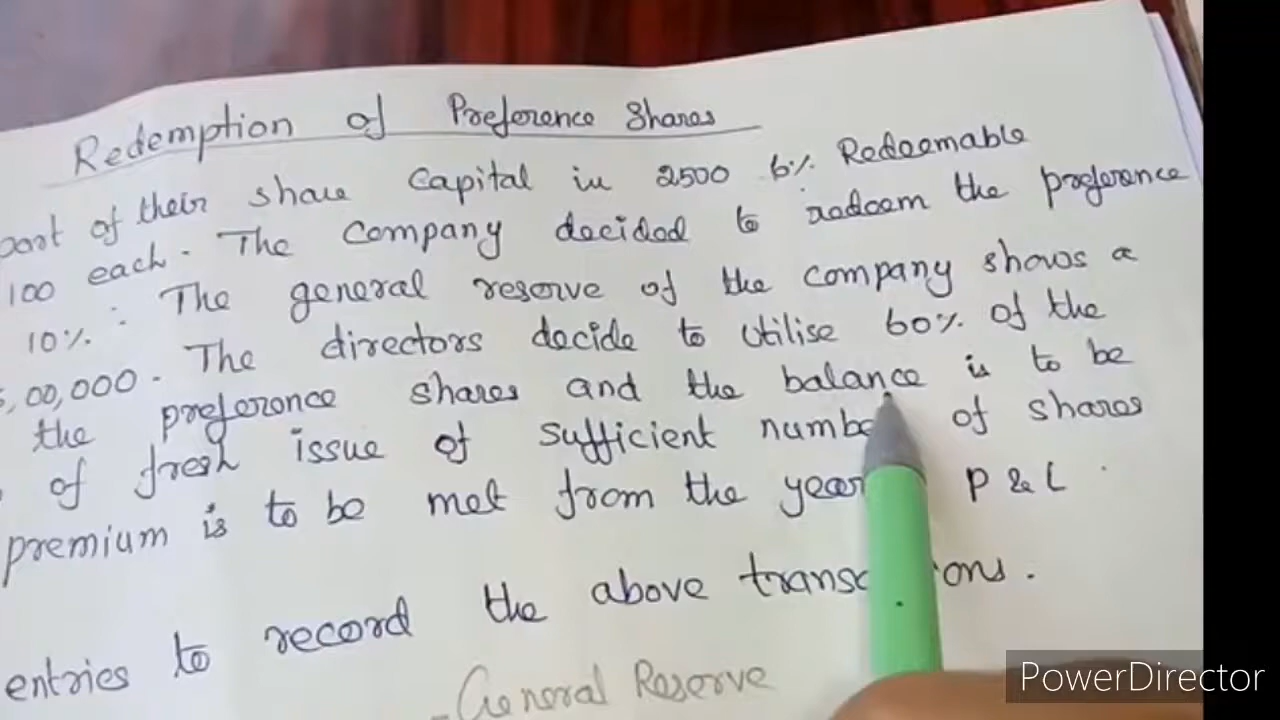 Redemption of Preference Shares
part of their share capital in 2500 6% Redeemable
100 each. The company decided to redeem the preference
10%. The general reserve of the company shows a
5,00,000. The directors decide to utilise 60% of the
the preference shares and the balance is to be
of fresh issue of sufficient number of shares
premium is to be met from the year P & L
entries to record the above transactions.
General Reserve
PowerDirector